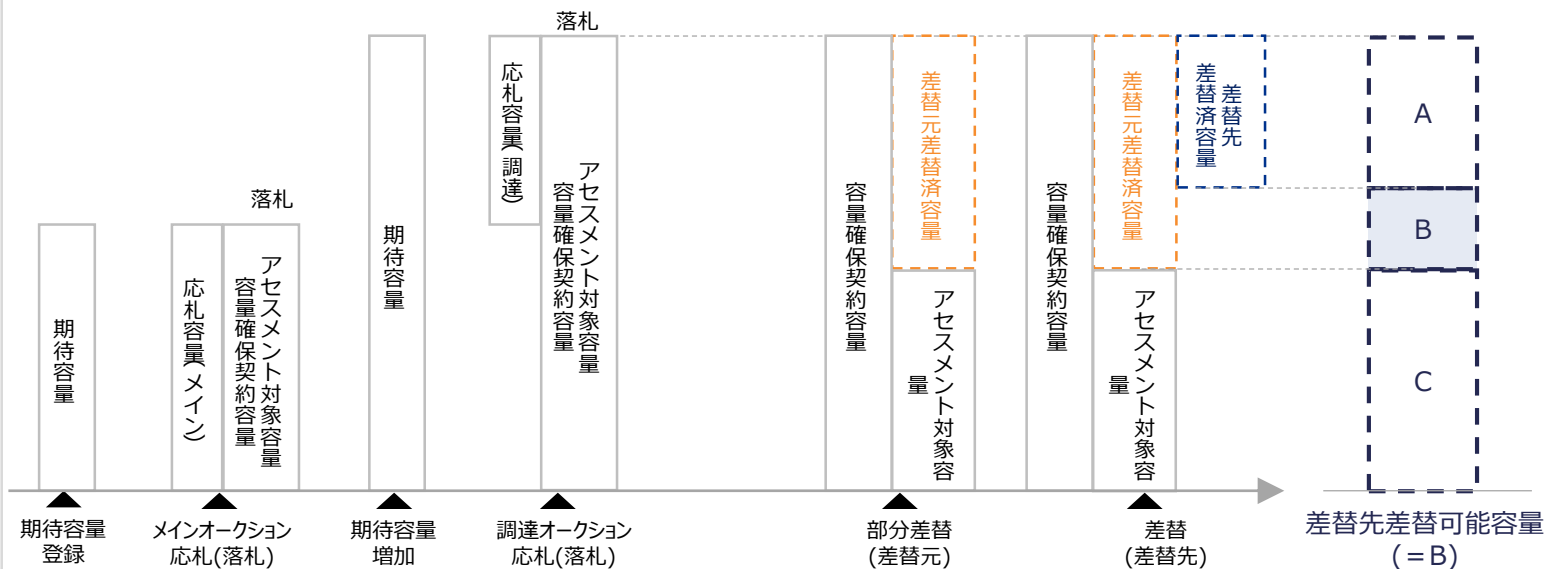 期待容量
期待容量
登録
落札
応札容量(メイン)
アセスメント対象容量
容量確保契約容量
メインオークション
応札(落札)
期待容量
期待容量
増加
落札
応札容量(調達)
アセスメント対象容量
容量確保契約容量
調達オークション
応札(落札)
容量確保契約容量
差替元差替済容量
アセスメント対象容
量
部分差替
(差替元)
容量確保契約容量
差替元差替済容量
アセスメント対象容
量
差替先
差替済容量
差替
(差替先)
A
B
C
差替先差替可能容量
(=B)